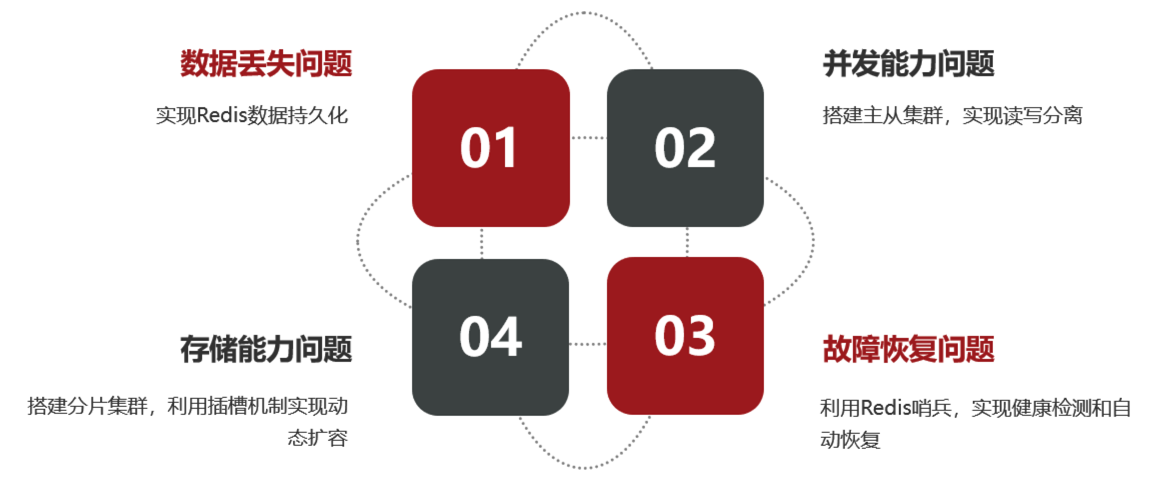 数据丢失问题
实现Redis数据持久化
01
02
并发能力问题
搭建主从集群，实现读写分离
存储能力问题
搭建分片集群，利用插槽机制实现动
态扩容
04
03
故障恢复问题
利用Redis哨兵，实现健康检测和自
动恢复